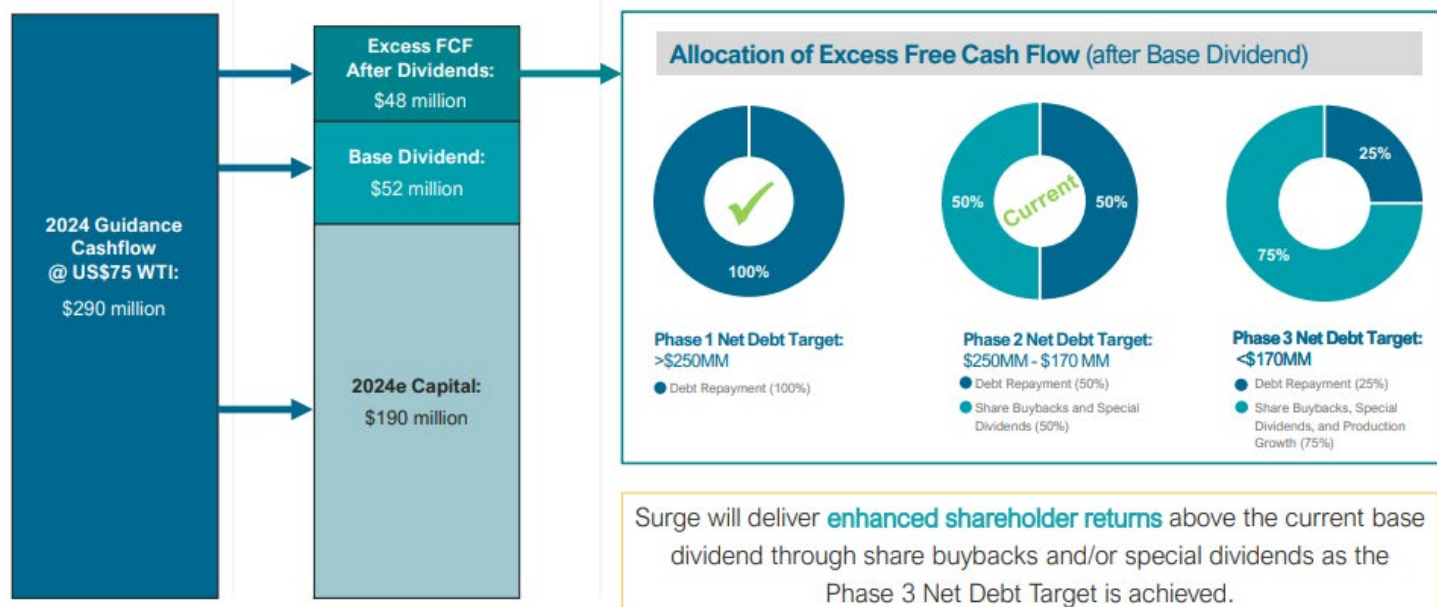 2024 Guidance
Cashflow
@ US$75 WTI:
$290 million
Excess FCF
After Dividends:
$48 million
Base Dividend:
$52 million
2024e Capital:
$190 million
Allocation of Excess Free Cash Flow (after Base Dividend)
100%
Phase 1 Net Debt Target:
>$250MM
Debt Repayment (100%)
50%
Current
50%
Phase 2 Net Debt Target:
$250MM - $170 MM
Debt Repayment (50%)
Share Buybacks and Special
Dividends (50%)
25%
75%
Phase 3 Net Debt Target:
<$170MM
Debt Repayment (25%)
Share Buybacks, Special
Dividends, and Production
Growth (75%)
Surge will deliver enhanced shareholder returns above the current base
dividend through share buybacks and/or special dividends as the
Phase 3 Net Debt Target is achieved.